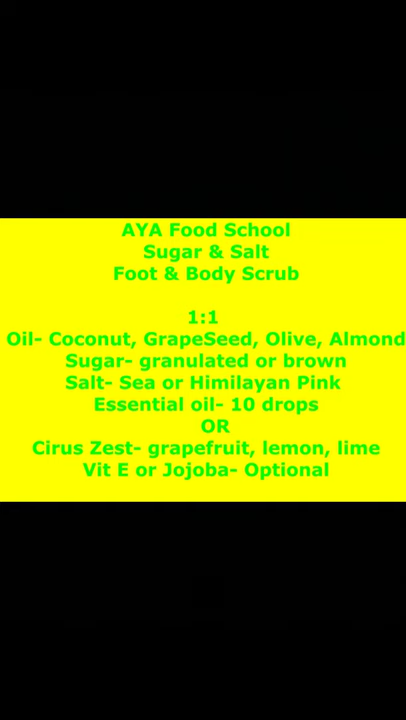 AYA Food School
Sugar & Salt
Foot & Body Scrub
1:1
Oil- Coconut, GrapeSeed, Olive, Almond
Sugar- granulated or brown
Salt- Sea or Himilayan Pink
Essential oil- 10 drops
OR
Cirus Zest- grapefruit, lemon, lime
Vit E or Jojoba- Optional